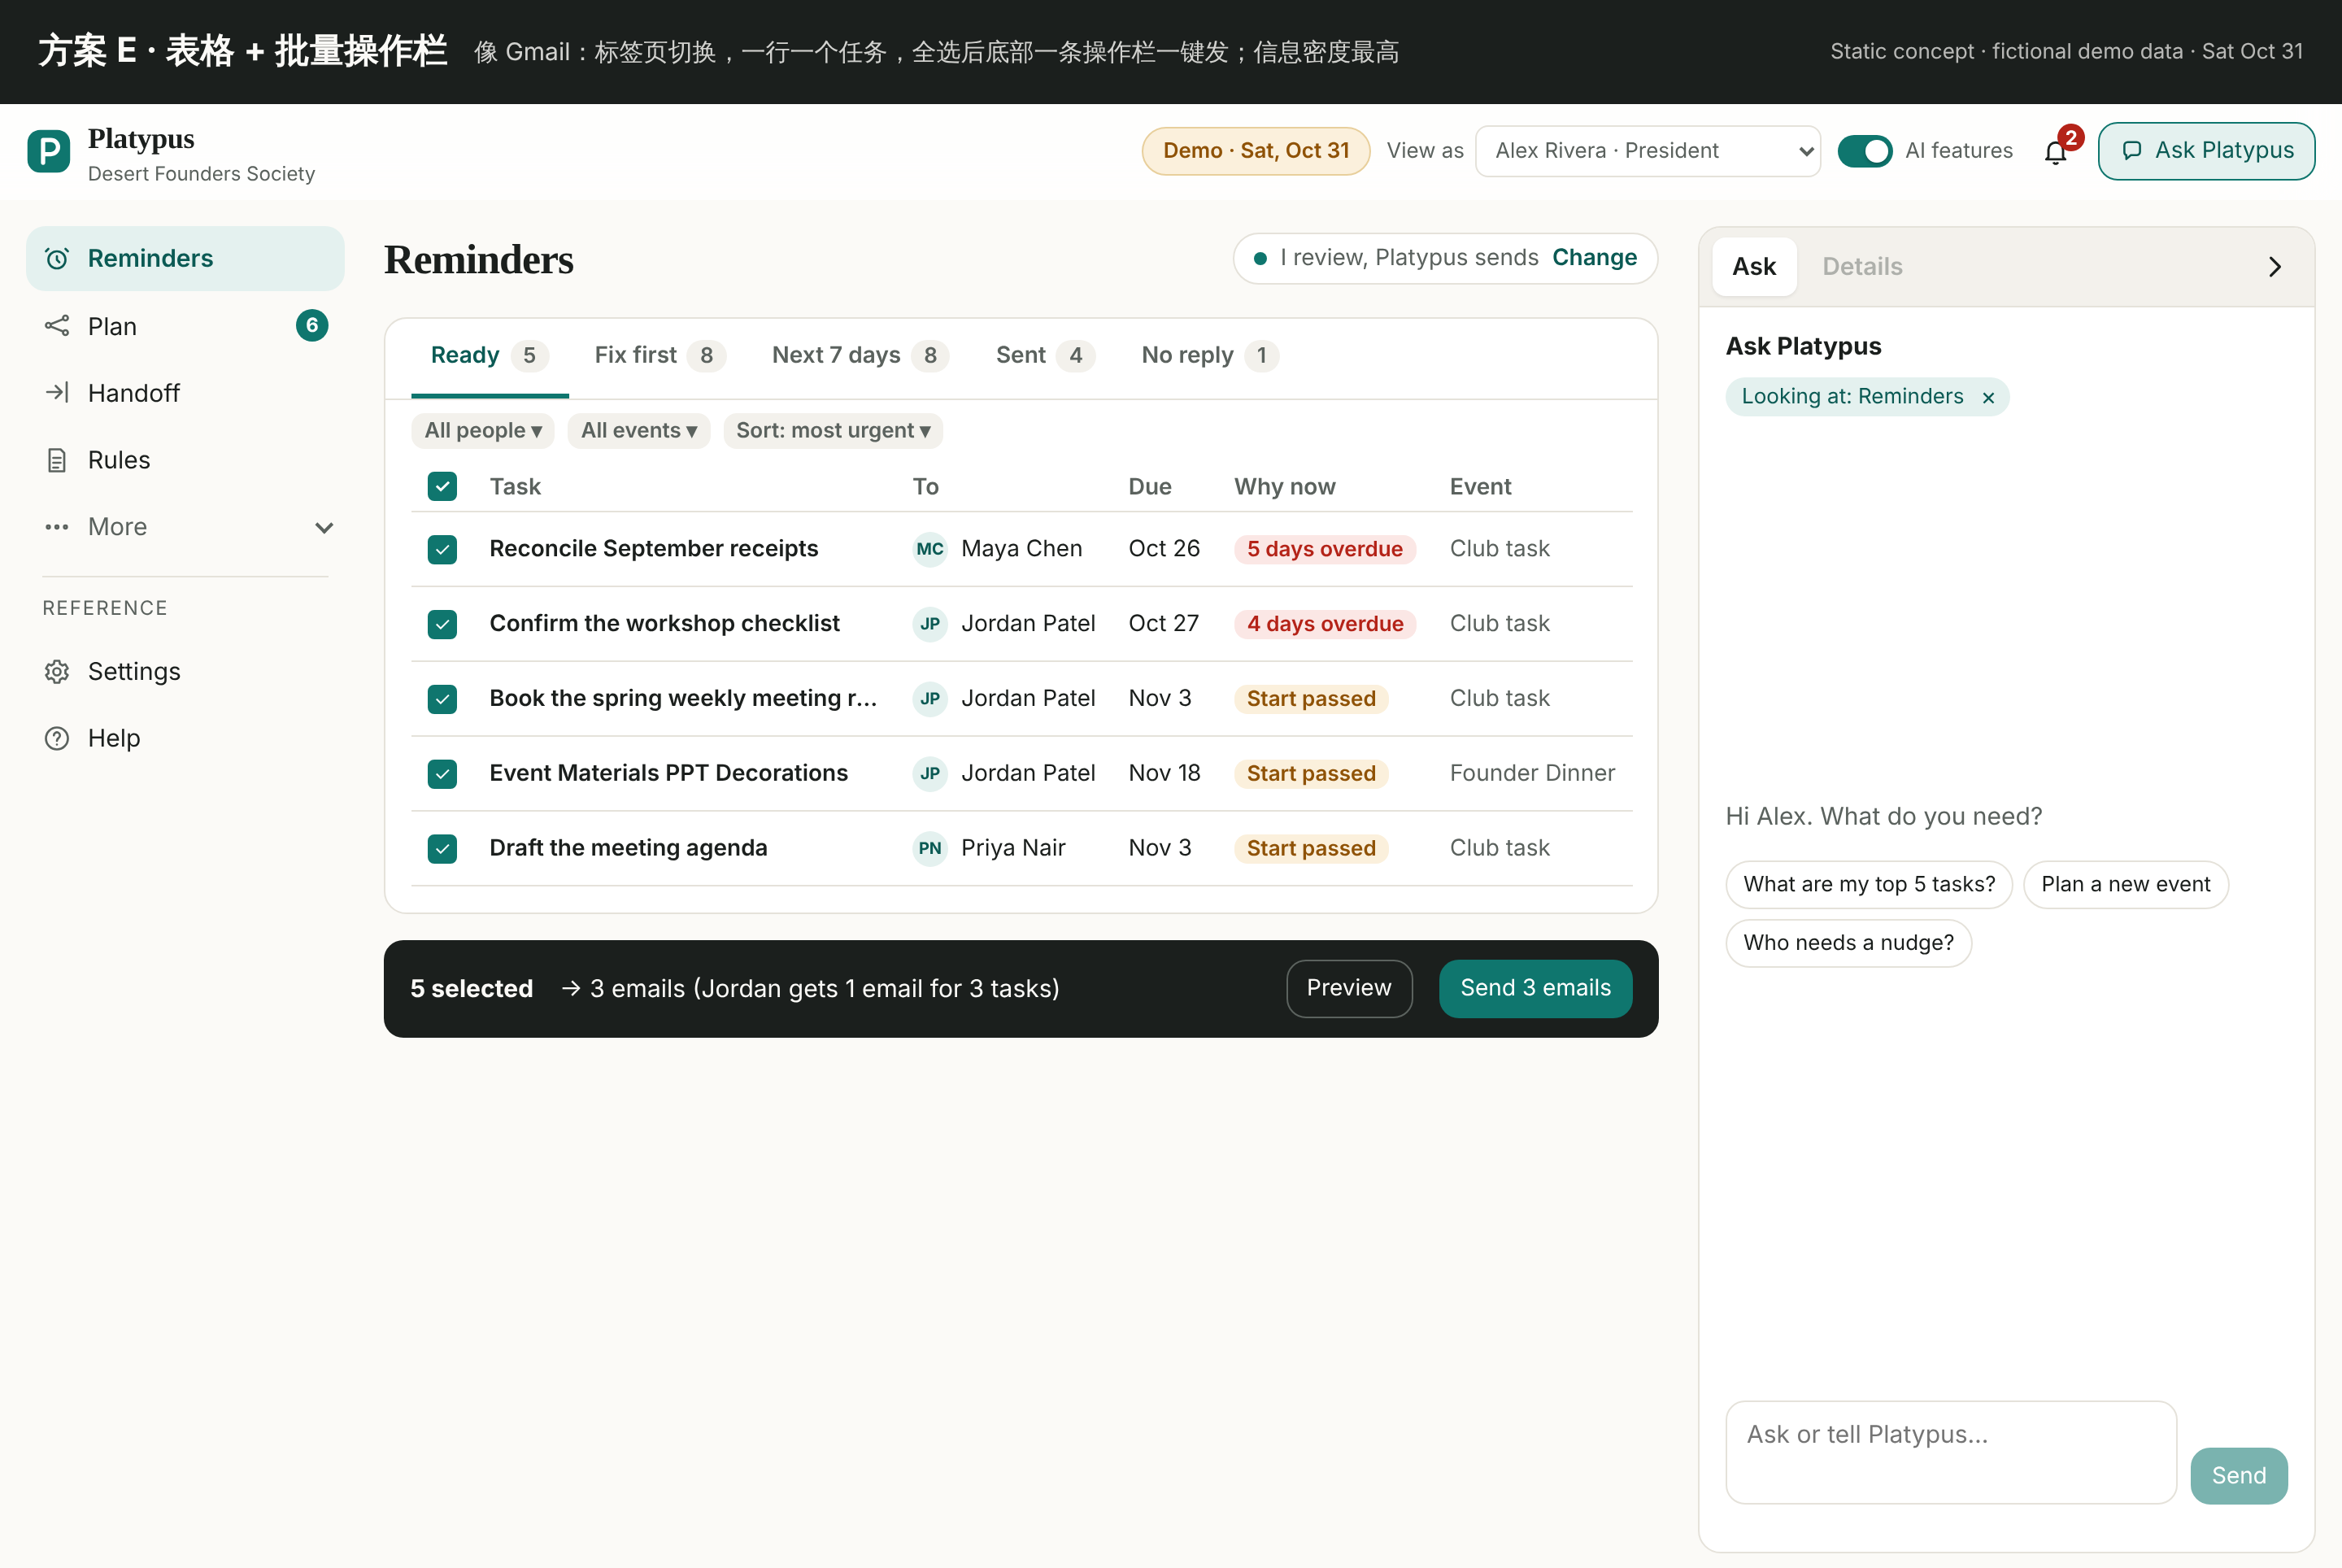 方案 E · 表格 + 批量操作栏 像 Gmail：标签页切换，一行一个任务，全选后底部一条操作栏一键发；信息密度最高 Static concept · fictional demo data · Sat Oct 31
P Platypus
Desert Founders Society
Demo · Sat, Oct 31 View as Alex Rivera · President AI features 2 Ask Platypus
Reminders
Plan 6
Handoff
Rules
More
REFERENCE
Settings
Help
Reminders I review, Platypus sends Change
Ready 5 Fix first 8 Next 7 days 8 Sent 4 No reply 1
All people ▾ All events ▾ Sort: most urgent ▾
Task To Due Why now Event
Reconcile September receipts MC Maya Chen Oct 26 5 days overdue Club task
Confirm the workshop checklist JP Jordan Patel Oct 27 4 days overdue Club task
Book the spring weekly meeting r... JP Jordan Patel Nov 3 Start passed Club task
Event Materials PPT Decorations JP Jordan Patel Nov 18 Start passed Founder Dinner
Draft the meeting agenda PN Priya Nair Nov 3 Start passed Club task
5 selected → 3 emails (Jordan gets 1 email for 3 tasks) Preview Send 3 emails
Ask Details
Ask Platypus
Looking at: Reminders ×
Hi Alex. What do you need?
What are my top 5 tasks? Plan a new event
Who needs a nudge?
Ask or tell Platypus...
Send